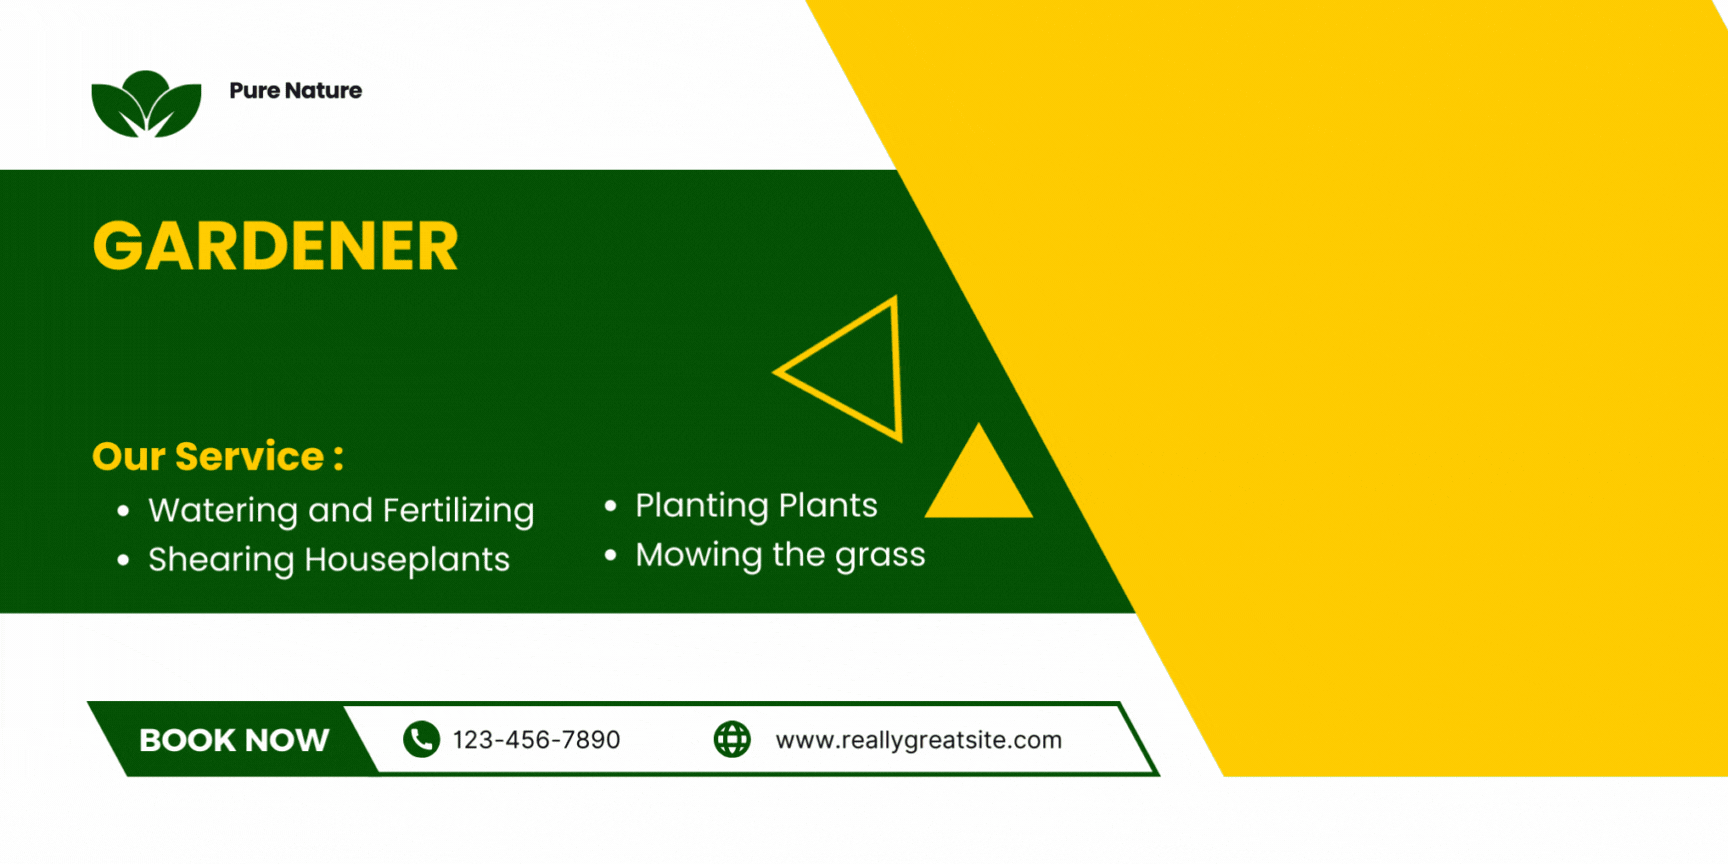 Pure Nature
GARDENER
Our Service :
• Watering and Fertilizing
• Shearing Houseplants
• Planting Plants
• Mowing the grass
BOOK NOW
123-456-7890
www.reallygreatsite.com